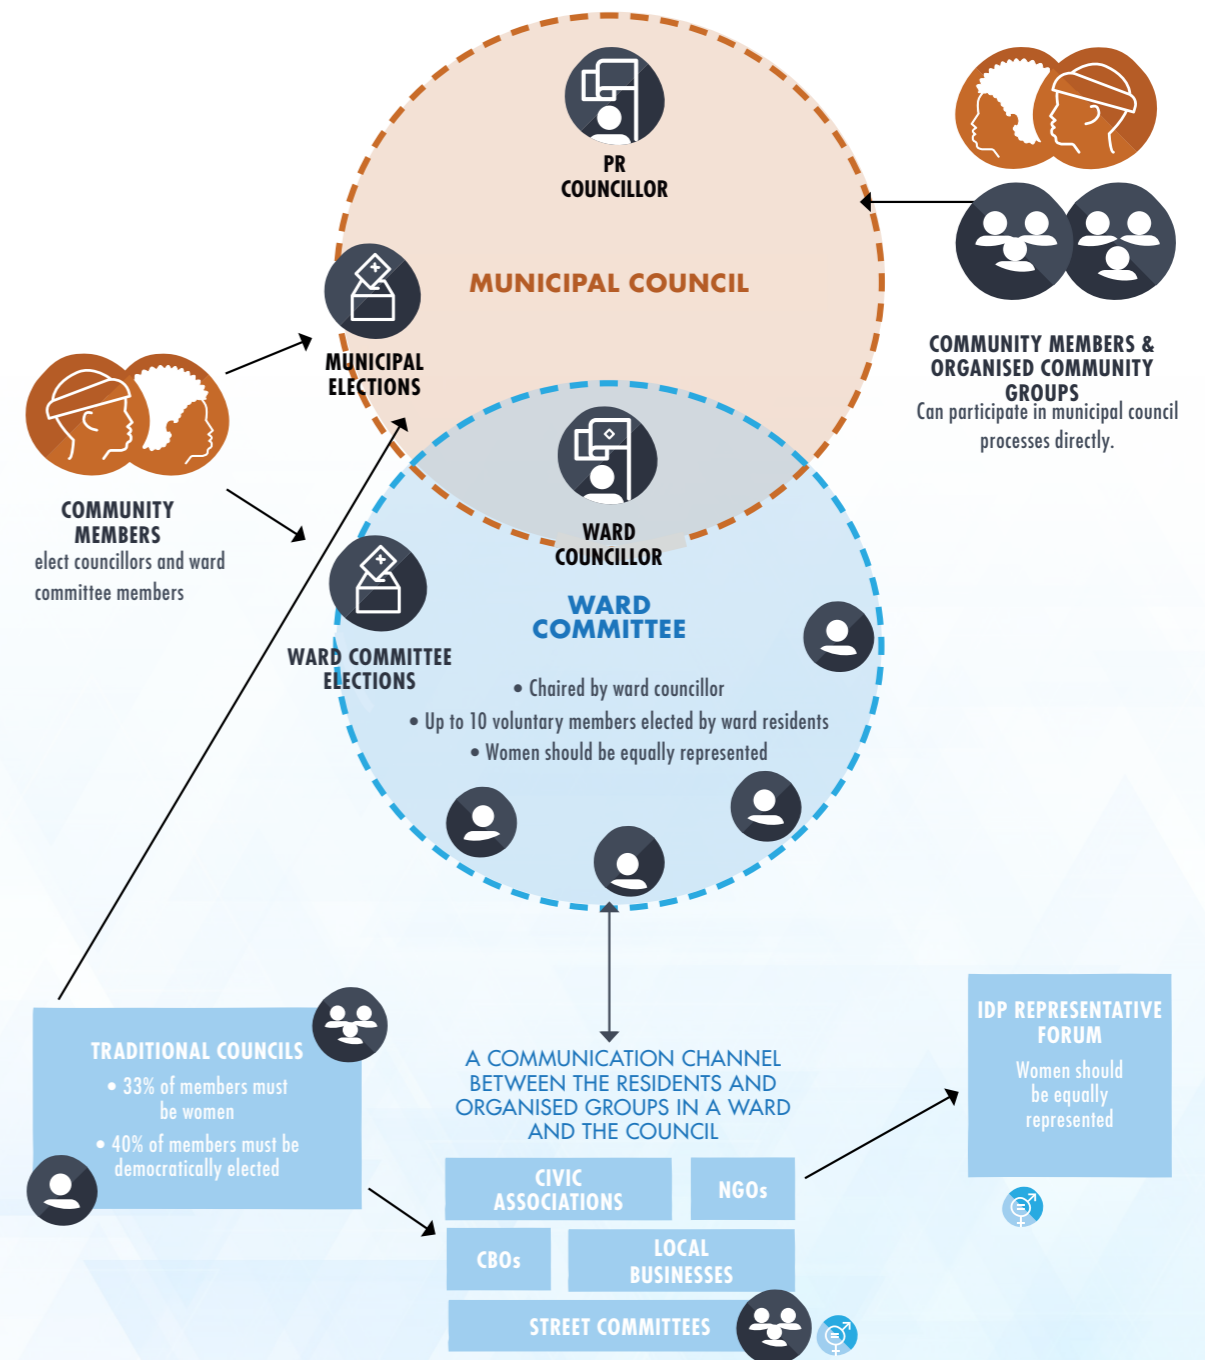 PR
COUNCILLOR
MUNICIPAL COUNCIL
MUNICIPAL
ELECTIONS
COMMUNITY MEMBERS &
ORGANISED COMMUNITY
GROUPS
Can participate in municipal council
processes directly.
COMMUNITY
MEMBERS
elect councillors and ward
committee members
WARD
COUNCILLOR
WARD
COMMITTEE
WARD COMMITTEE
ELECTIONS
• Chaired by ward councillor
• Up to 10 voluntary members elected by ward residents
• Women should be equally represented
TRADITIONAL COUNCILS
• 33% of members must
be women
• 40% of members must be
democratically elected
A COMMUNICATION CHANNEL
BETWEEN THE RESIDENTS AND
ORGANISED GROUPS IN A WARD
AND THE COUNCIL
IDP REPRESENTATIVE
FORUM
Women should
be equally
represented
CIVIC
ASSOCIATIONS
NGOs
CBOs
LOCAL
BUSINESSES
STREET COMMITTEES